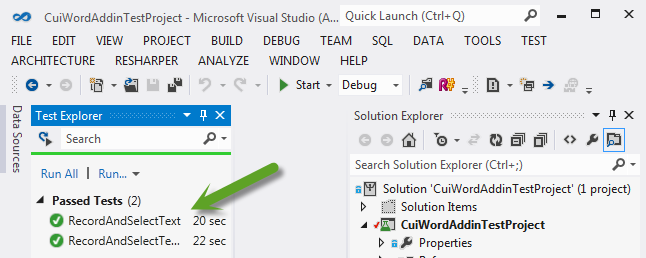 CuiWordAddinTestProject - Microsoft Visual Studio (A...
Quick Launch (Ctrl+Q)
FILE EDIT VIEW PROJECT BUILD DEBUG TEAM SQL DATA TOOLS TEST
ARCHITECTURE RESHARPER ANALYZE WINDOW HELP
Start Debug
Data Sources
Test Explorer
Search
Run All Run...
Passed Tests (2)
RecordAndSelectText 20 sec
RecordAndSelectTe... 22 sec
Solution Explorer
Search Solution Explorer (Ctrl+;)
Solution 'CuiWordAddinTestProject' (1 project)
Solution Items
CuiWordAddinTestProject
Properties